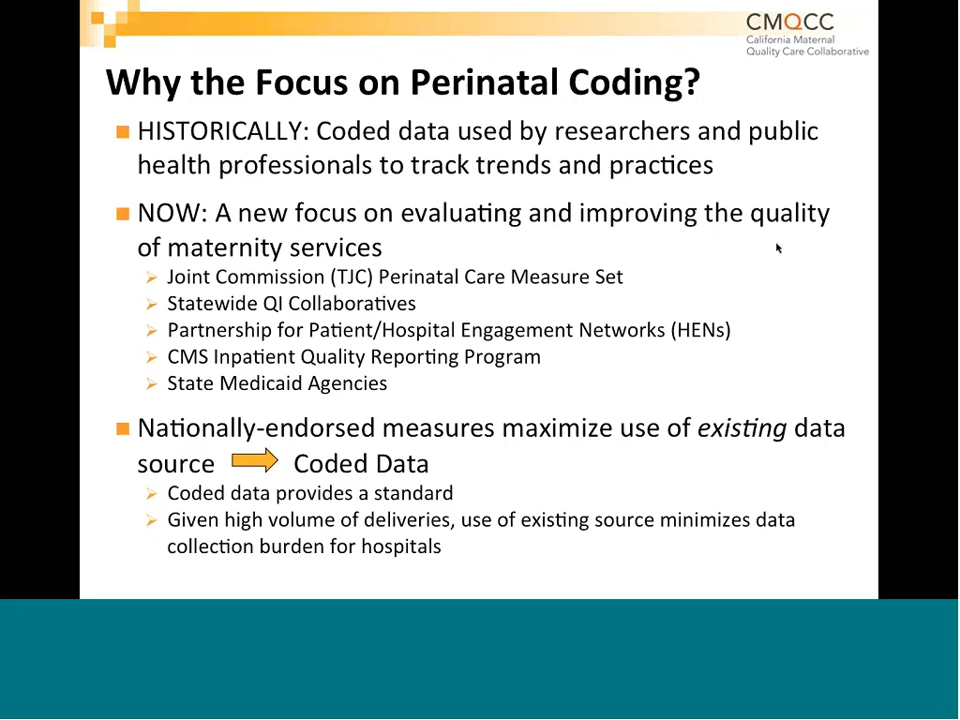 CMQCC
California Maternal
Quality Care Collaborative
Why the Focus on Perinatal Coding?
HISTORICALLY: Coded data used by researchers and public
health professionals to track trends and practices
NOW: A new focus on evaluating and improving the quality
of maternity services
Joint Commission (TJC) Perinatal Care Measure Set
Statewide QI Collaboratives
Partnership for Patient/Hospital Engagement Networks (HENs)
CMS Inpatient Quality Reporting Program
State Medicaid Agencies
Nationally-endorsed measures maximize use of existing data
source Coded Data
Coded data provides a standard
Given high volume of deliveries, use of existing source minimizes data
collection burden for hospitals